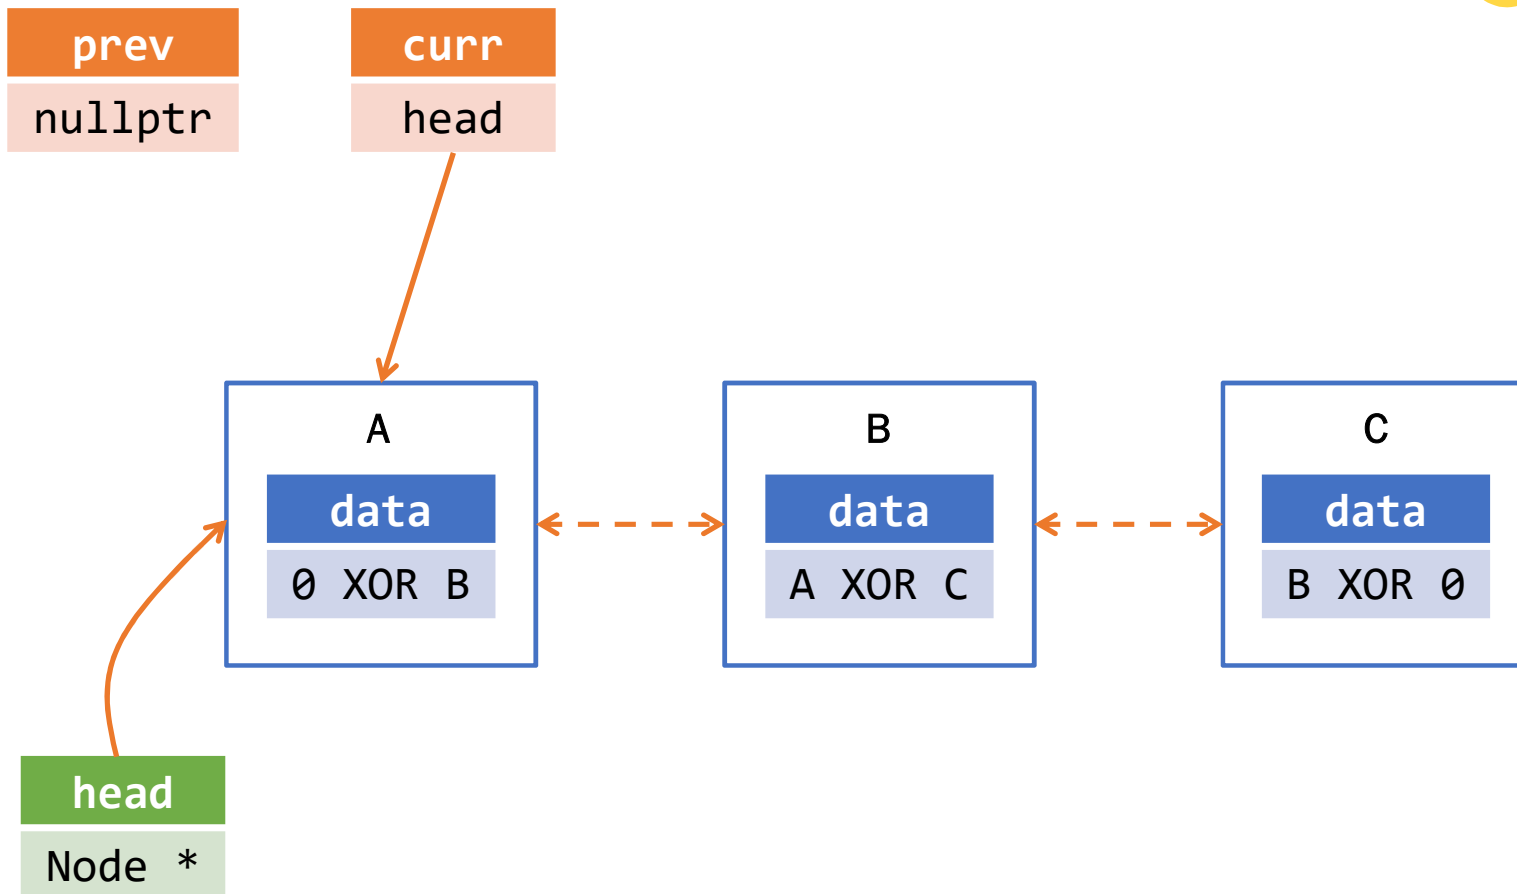 prev
nullptr
curr
head
A
data
0 XOR B
B
data
A XOR C
C
data
B XOR 0
head
Node *